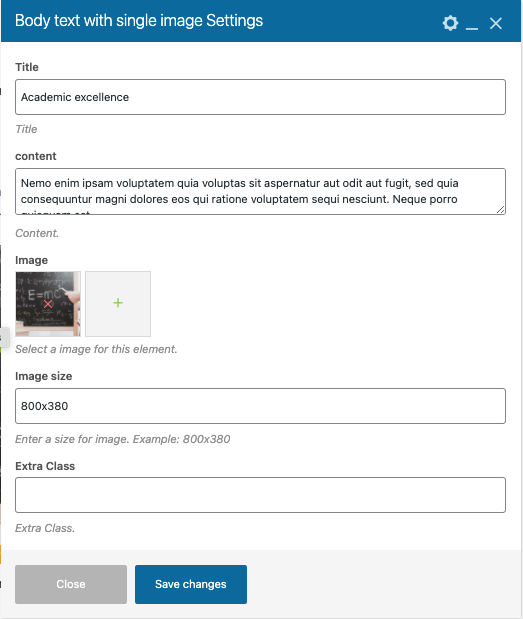 Body text with single image Settings
Title
Academic excellence
Title
content
Nemo enim ipsam voluptatem quia voluptas sit aspernatur aut odit aut fugit, sed quia
consequuntur magni dolores eos qui ratione voluptatem sequi nesciunt. Neque porro
quisquam est
Content.
Image
E=mc
Select a image for this element.
Image size
800x380
Enter a size for image. Example: 800x380
Extra Class
Extra Class.
Close
Save changes